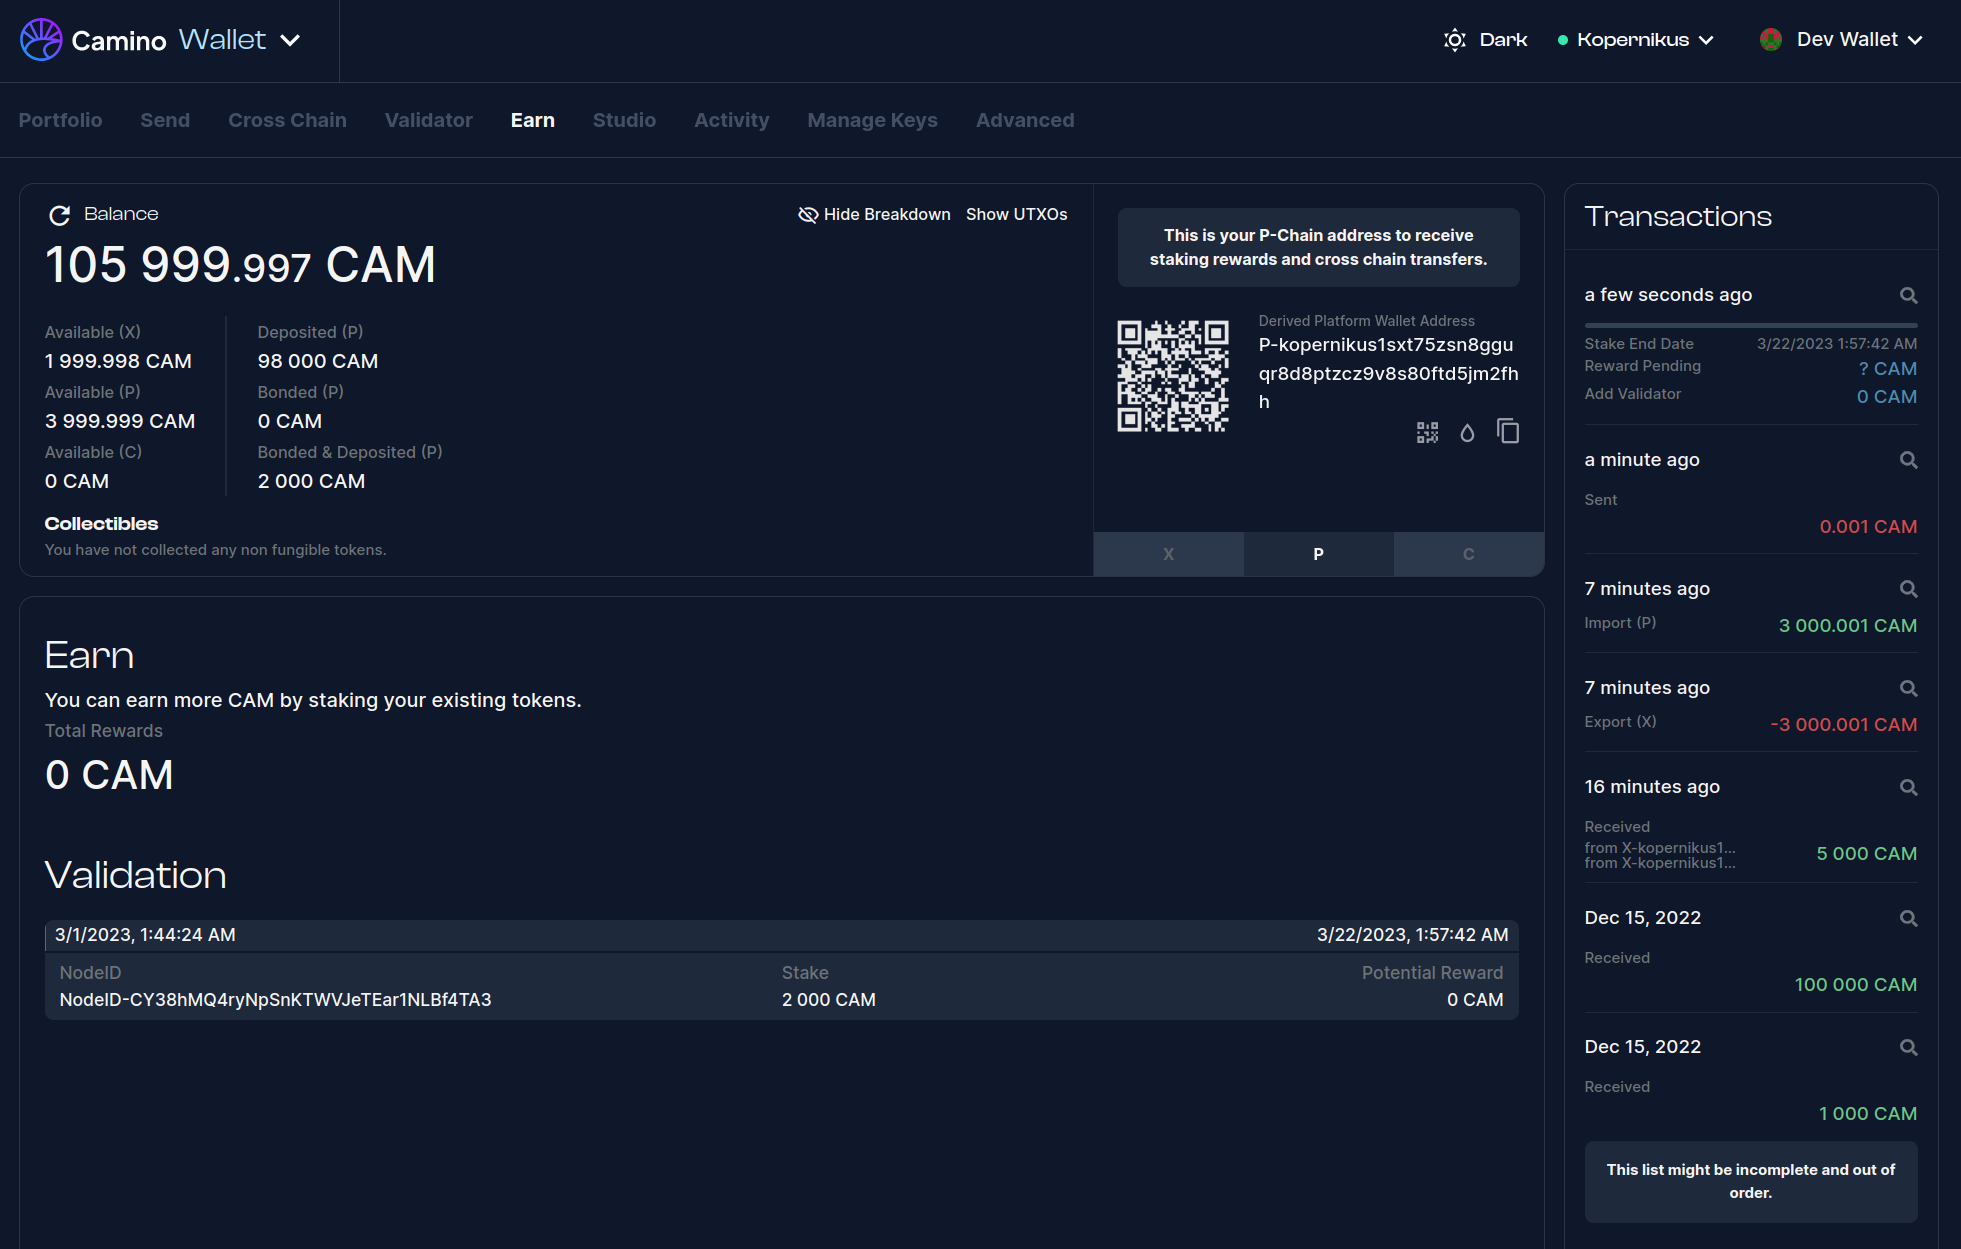 Camino Wallet
Dark
Kopernikus
Dev Wallet
Portfolio
Send
Cross Chain
Validator
Earn
Studio
Activity
Manage Keys
Advanced
Balance
Hide Breakdown
Show UTXOs
105 999.997 CAM
Available (X)
1 999.998 CAM
Available (P)
3 999.999 CAM
Available (C)
0 CAM
Deposited (P)
98 000 CAM
Bonded (P)
0 CAM
Bonded & Deposited (P)
2 000 CAM
Collectibles
You have not collected any non fungible tokens.
This is your P-Chain address to receive
staking rewards and cross chain transfers.
Derived Platform Wallet Address
P-kopernikus1sxt75zsn8ggu
qr8d8ptzcz9v8s80ftd5jm2fh
h
X
P
C
Earn
You can earn more CAM by staking your existing tokens.
Total Rewards
0 CAM
Validation
3/1/2023, 1:44:24 AM
3/22/2023, 1:57:42 AM
NodeID
Stake
Potential Reward
NodeID-CY38hMQ4ryNpSnKTWVJeTEar1NLBf4TA3
2 000 CAM
0 CAM
Transactions
a few seconds ago
Stake End Date
3/22/2023 1:57:42 AM
Reward Pending
? CAM
Add Validator
0 CAM
a minute ago
Sent
0.001 CAM
7 minutes ago
Import (P)
3 000.001 CAM
7 minutes ago
Export (X)
-3 000.001 CAM
16 minutes ago
Received
from X-kopernikus1...
from X-kopernikus1...
5 000 CAM
Dec 15, 2022
Received
100 000 CAM
Dec 15, 2022
Received
1 000 CAM
This list might be incomplete and out of
order.